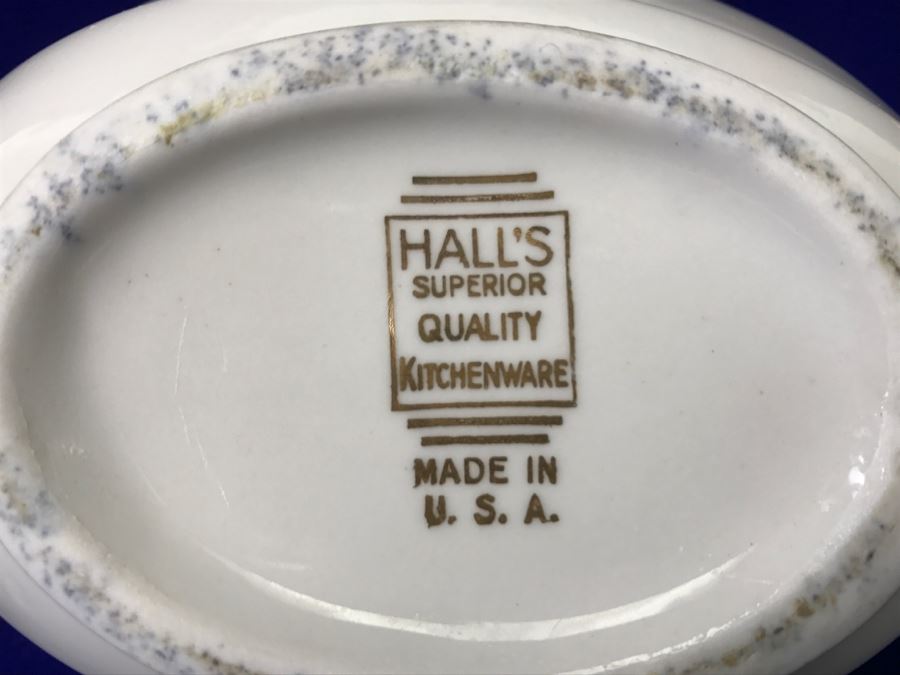 HALL'S
SUPERIOR
QUALITY
KITCHENWARE
MADE IN
U. S. A.